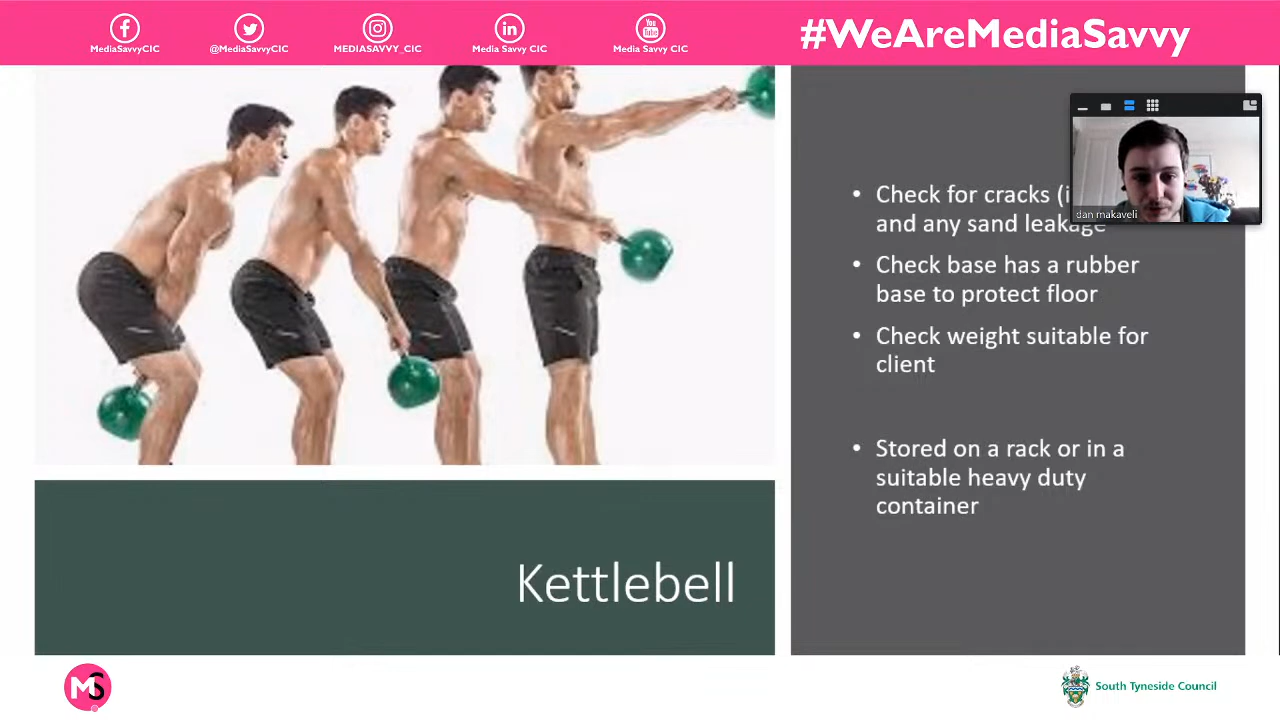 MediaSavvyCIC
@MediaSavvyCIC
MEDIASAVVY_CIC
Media Savvy CIC
Media Savvy CIC
#WeAreMediaSavvy
dan makaveli
• Check for cracks
and any sand leakage
• Check base has a rubber
base to protect floor
• Check weight suitable for
client
• Stored on a rack or in a
suitable heavy duty
container
Kettlebell
MS
South Tyneside Council